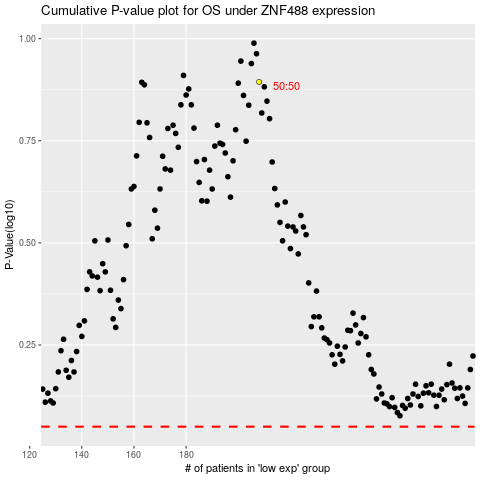 Cumulative P-value plot for OS under ZNF488 expression
1.00
50:50
0.75
P-Value(log10)
0.50
0.25
120 140 160 180
# of patients in 'low exp' group